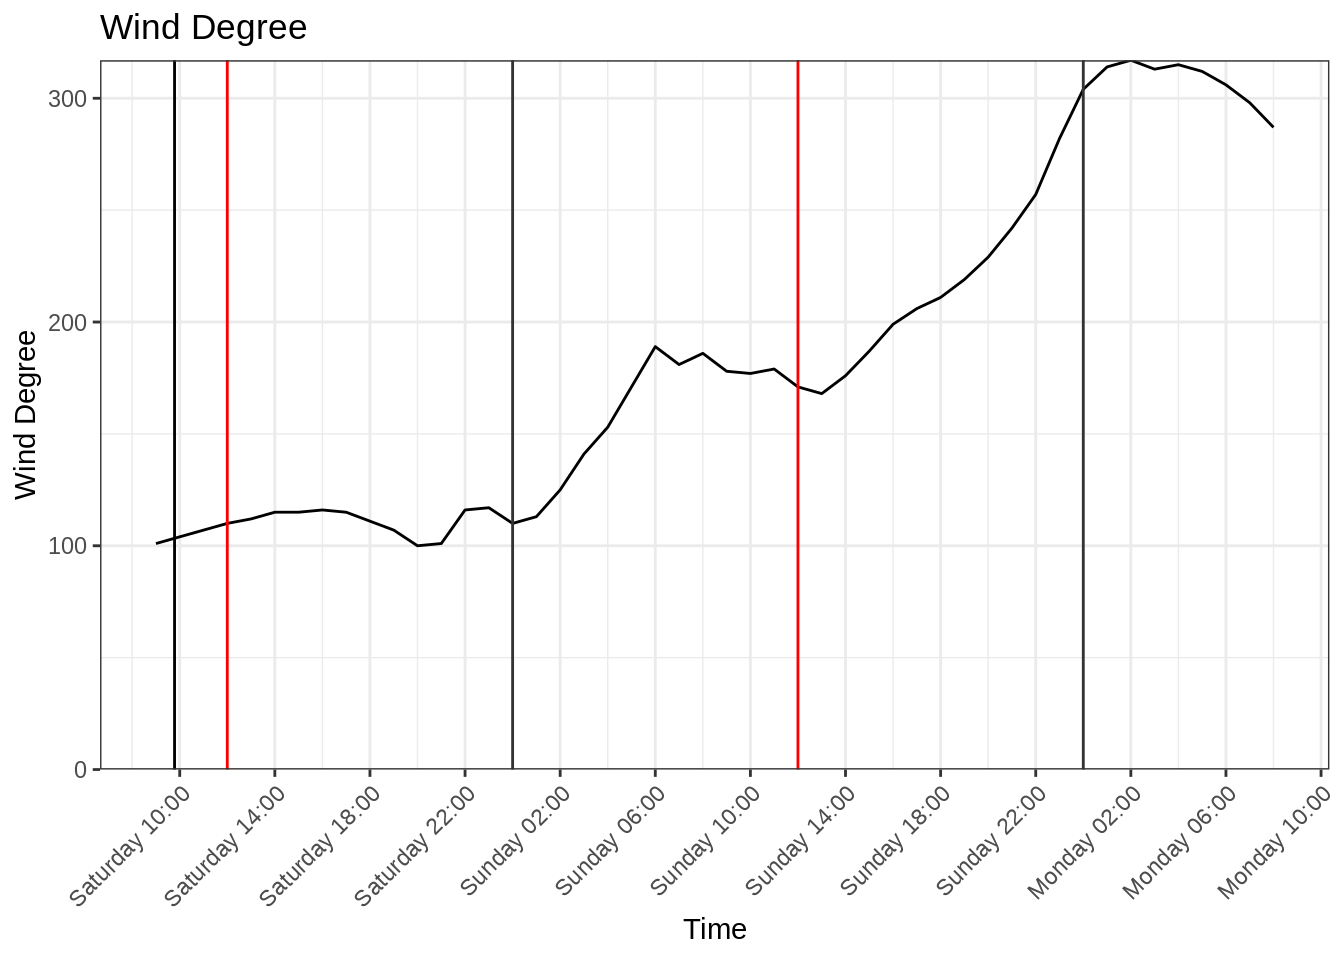 Wind Degree
Wind Degree
300
200
100
0
Saturday 10:00
Saturday 14:00
Saturday 18:00
Saturday 22:00
Sunday 02:00
Sunday 06:00
Sunday 10:00
Sunday 14:00
Sunday 18:00
Sunday 22:00
Monday 02:00
Monday 06:00
Monday 10:00
Time